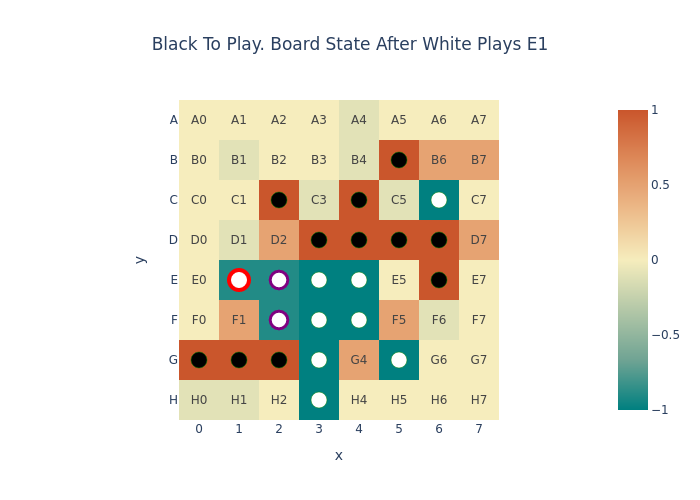 Black To Play. Board State After White Plays E1
A A0 A1 A2 A3 A4 A5 A6 A7
B B0 B1 B2 B3 B4 B6 B7
C C0 C1 C3 C5 C7
D D0 D1 D2 D7
E E0 E5 E7
F F0 F1 F5 F6 F7
G G4 G6 G7
H H0 H1 H2 H4 H5 H6 H7
0 1 2 3 4 5 6 7
x
y
1
0.5
0
−0.5
−1